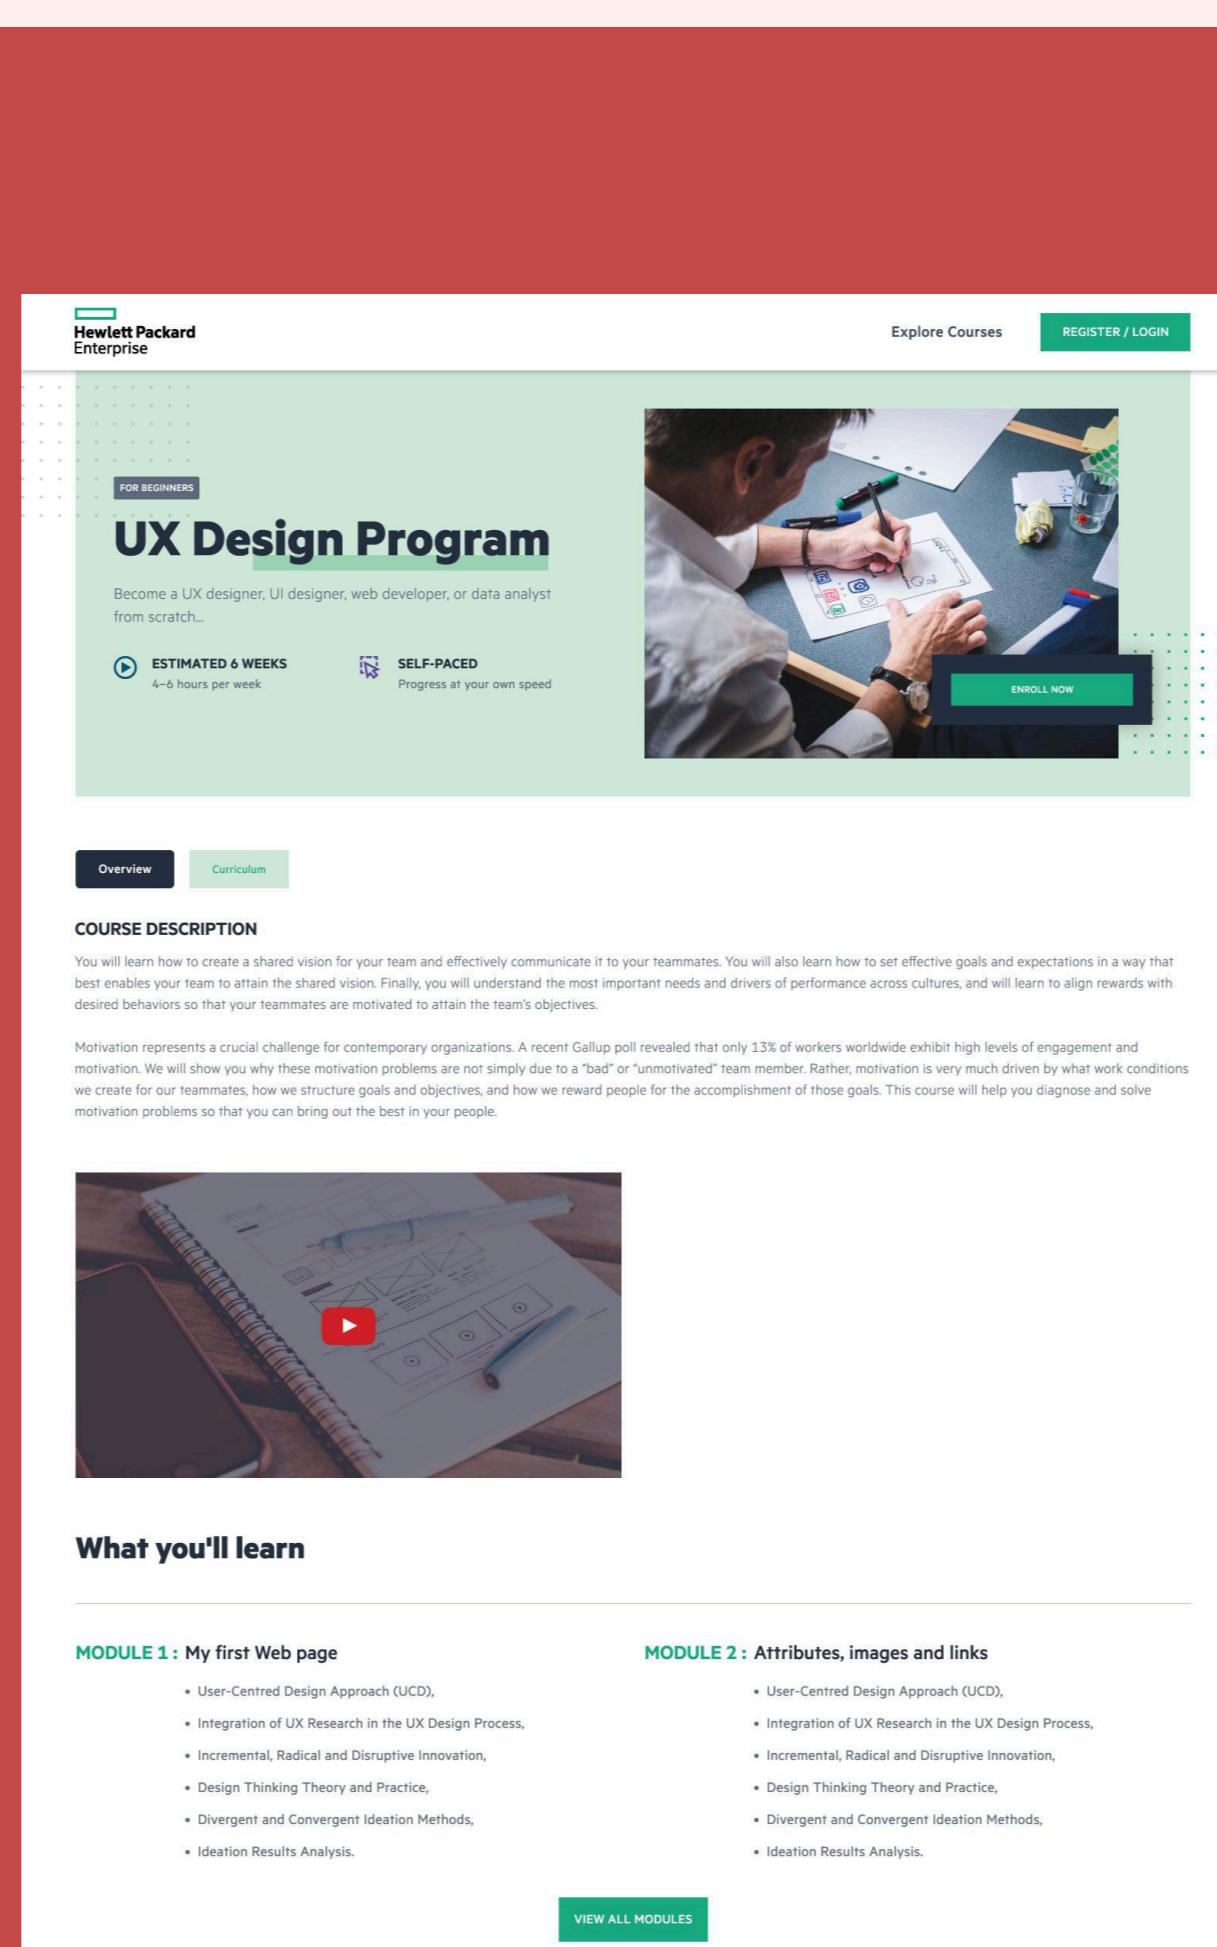 Hewlett Packard
Enterprise
Explore Courses
REGISTER / LOGIN
FOR BEGINNERS
UX Design Program
Become a UX designer, UI designer, web developer, or data analyst
from scratch...
ESTIMATED 6 WEEKS
4–6 hours per week
SELF-PACED
Progress at your own speed
ENROLL NOW
Overview
Curriculum
COURSE DESCRIPTION
You will learn how to create a shared vision for your team and effectively communicate it to your teammates. You will also learn how to set effective goals and expectations in a way that
best enables your team to attain the shared vision. Finally, you will understand the most important needs and drivers of performance across cultures, and will learn to align rewards with
desired behaviors so that your teammates are motivated to attain the team’s objectives.
Motivation represents a crucial challenge for contemporary organizations. A recent Gallup poll revealed that only 13% of workers worldwide exhibit high levels of engagement and
motivation. We will show you why these motivation problems are not simply due to a “bad” or “unmotivated” team member. Rather, motivation is very much driven by what work conditions
we create for our teammates, how we structure goals and objectives, and how we reward people for the accomplishment of those goals. This course will help you diagnose and solve
motivation problems so that you can bring out the best in your people.
What you'll learn
MODULE 1 : My first Web page
• User-Centred Design Approach (UCD),
• Integration of UX Research in the UX Design Process,
• Incremental, Radical and Disruptive Innovation,
• Design Thinking Theory and Practice,
• Divergent and Convergent Ideation Methods,
• Ideation Results Analysis.
MODULE 2 : Attributes, images and links
• User-Centred Design Approach (UCD),
• Integration of UX Research in the UX Design Process,
• Incremental, Radical and Disruptive Innovation,
• Design Thinking Theory and Practice,
• Divergent and Convergent Ideation Methods,
• Ideation Results Analysis.
VIEW ALL MODULES